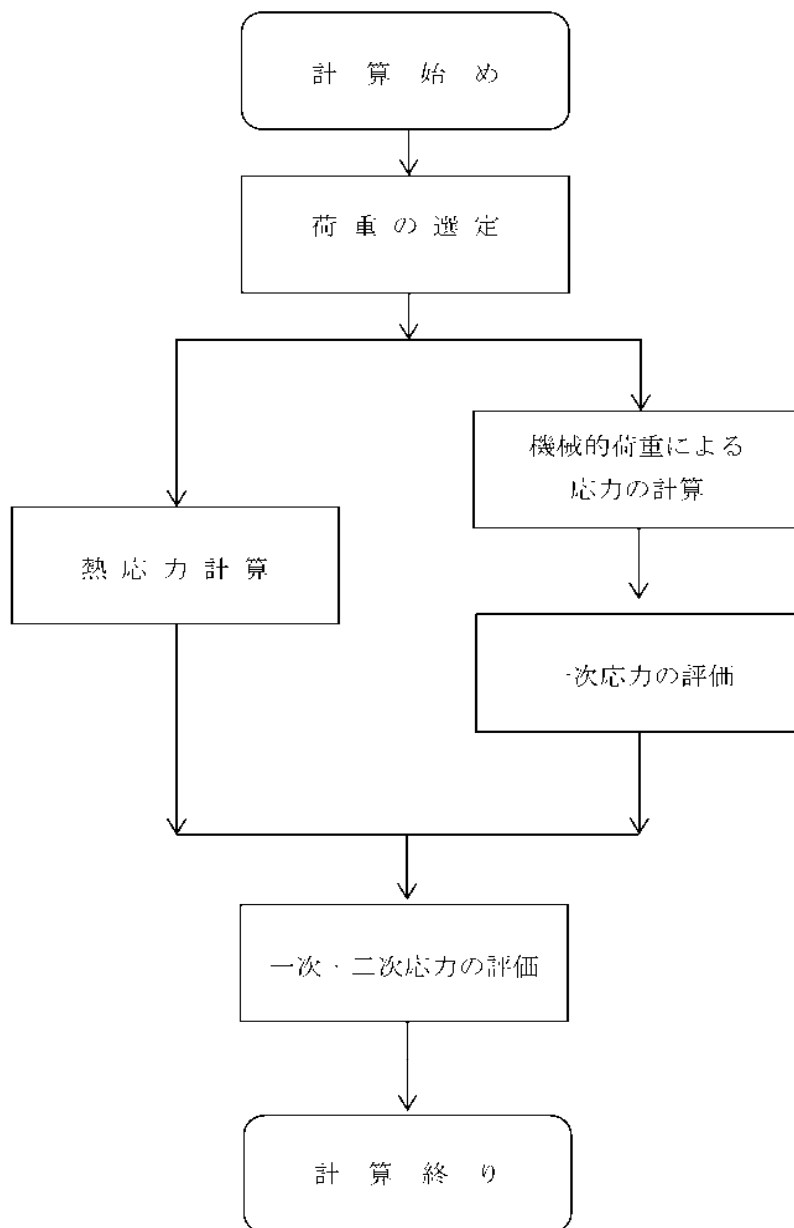 計算始め
荷重の選定
機械的荷重による
応力の計算
熱応力計算
一次応力の評価
一次・二次応力の評価
計算終り